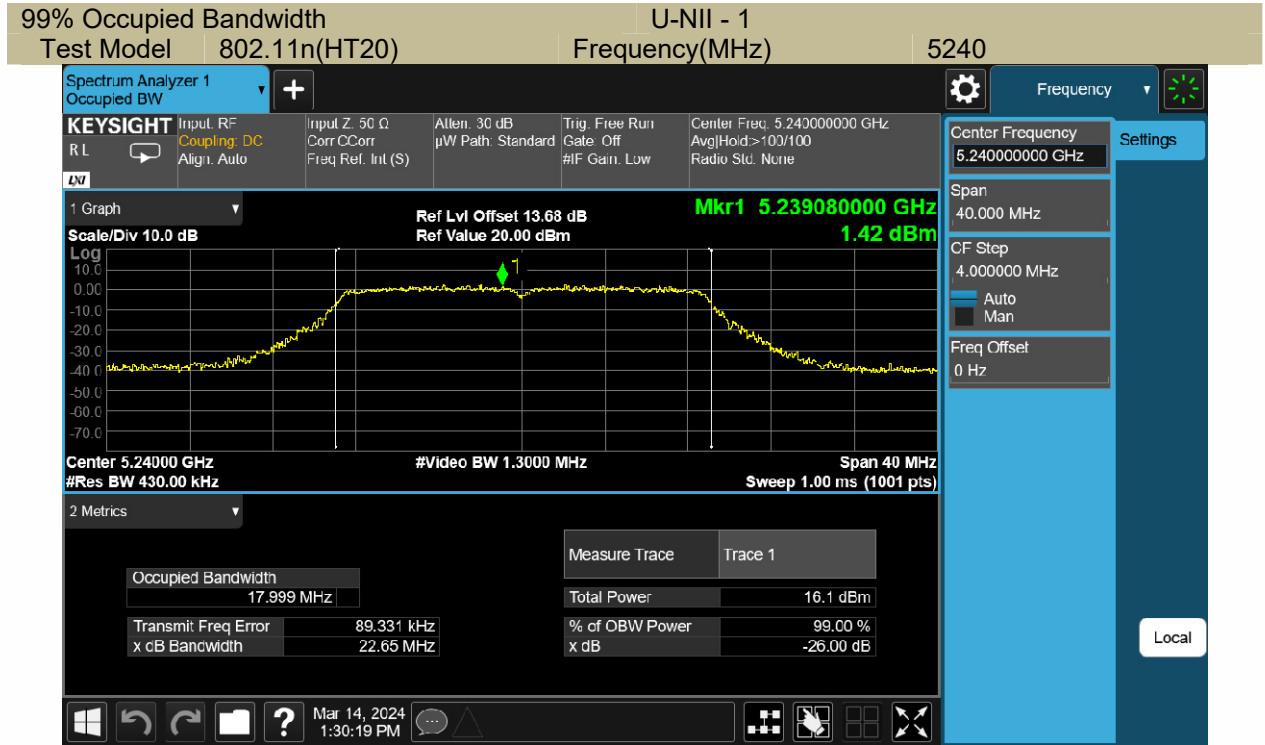 99% Occupied Bandwidth U-NII - 1
Test Model 802.11n(HT20) Frequency(MHz) 5240
Spectrum Analyzer 1
Occupied BW
+
Frequency
KEYSIGHT
R L
LXI
Input: RF
Coupling: DC
Align: Auto
Input Z: 50 Ω
Corr CCorr
Freq Ref: Int (S)
Atten: 30 dB
µW Path: Standard
Trig: Free Run
Gate: Off
#IF Gain: Low
Center Freq: 5.240000000 GHz
Avg|Hold:>100/100
Radio Std: None
Center Frequency
5.240000000 GHz
Settings
Span
40.000 MHz
CF Step
4.000000 MHz
Auto
Man
Freq Offset
0 Hz
Local
1 Graph
Scale/Div 10.0 dB
Ref Lvl Offset 13.68 dB
Ref Value 20.00 dBm
Mkr1 5.239080000 GHz
1.42 dBm
Log
10.0
0.00
-10.0
-20.0
-30.0
-40.0
-50.0
-60.0
-70.0
1
Center 5.24000 GHz
#Res BW 430.00 kHz
#Video BW 1.3000 MHz
Span 40 MHz
Sweep 1.00 ms (1001 pts)
2 Metrics
Measure Trace Trace 1
Occupied Bandwidth
17.999 MHz
Total Power 16.1 dBm
Transmit Freq Error 89.331 kHz
% of OBW Power 99.00 %
x dB Bandwidth 22.65 MHz
x dB -26.00 dB
?
Mar 14, 2024
1:30:19 PM